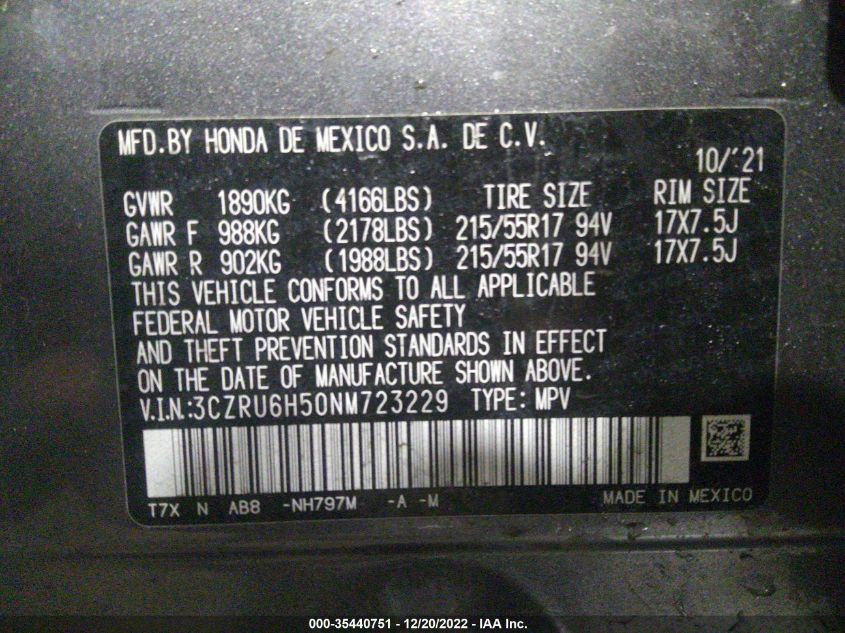 MFD.BY HONDA DE MEXICO S.A. DE C.V.
10/'21
GVWR 1890KG (4166LBS) TIRE SIZE RIM SIZE
GAWR F 988KG (2178LBS) 215/55R17 94V 17X7.5J
GAWR R 902KG (1988LBS) 215/55R17 94V 17X7.5J
THIS VEHICLE CONFORMS TO ALL APPLICABLE
FEDERAL MOTOR VEHICLE SAFETY
AND THEFT PREVENTION STANDARDS IN EFFECT
ON THE DATE OF MANUFACTURE SHOWN ABOVE.
V.I.N.:3CZRU6H50NM723229 TYPE: MPV
T7X N AB8 -NH797M -A -M MADE IN MEXICO
000-35440751 - 12/20/2022 - IAA Inc.